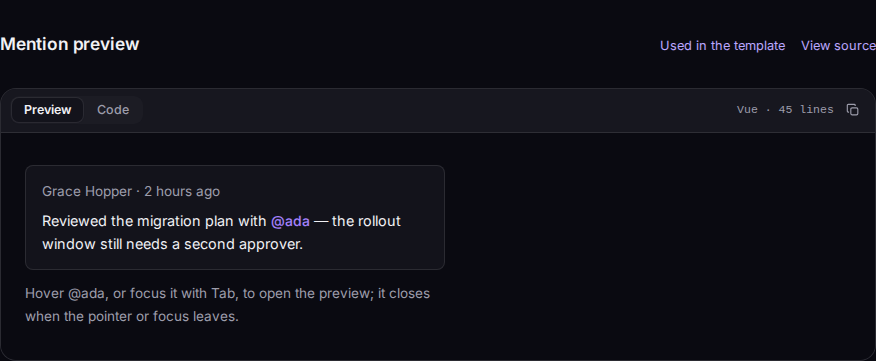 Mention preview
Used in the template View source
Preview Code
Vue · 45 lines
Grace Hopper · 2 hours ago
Reviewed the migration plan with @ada — the rollout
window still needs a second approver.
Hover @ada, or focus it with Tab, to open the preview; it closes
when the pointer or focus leaves.